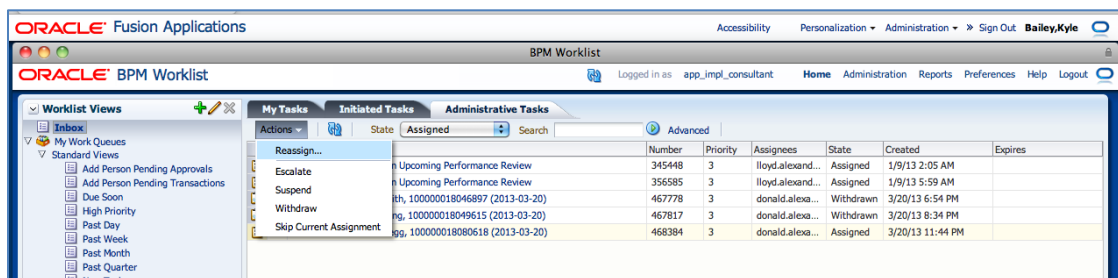 ORACLE Fusion Applications Accessibility Personalization Administration » Sign Out Bailey,Kyle
BPM Worklist
ORACLE BPM Worklist Logged in as app_impl_consultant Home Administration Reports Preferences Help Logout
Worklist Views
Inbox
My Work Queues
Standard Views
Add Person Pending Approvals
Add Person Pending Transactions
Due Soon
High Priority
Past Day
Past Week
Past Month
Past Quarter
My Tasks Initiated Tasks Administrative Tasks
Actions State Assigned Search Advanced
Reassign...
Escalate
Suspend
Withdraw
Skip Current Assignment
Number Priority Assignees State Created Expires
Upcoming Performance Review 345448 3 lloyd.alexand... Assigned 1/9/13 2:05 AM
Upcoming Performance Review 356585 3 lloyd.alexand... Assigned 1/9/13 5:59 AM
ith, 100000018046897 (2013-03-20) 467778 3 donald.alexa... Withdrawn 3/20/13 6:54 PM
ng, 100000018049615 (2013-03-20) 467817 3 donald.alexa... Withdrawn 3/20/13 8:34 PM
gg, 100000018080618 (2013-03-20) 468384 3 donald.alexa... Assigned 3/20/13 11:44 PM